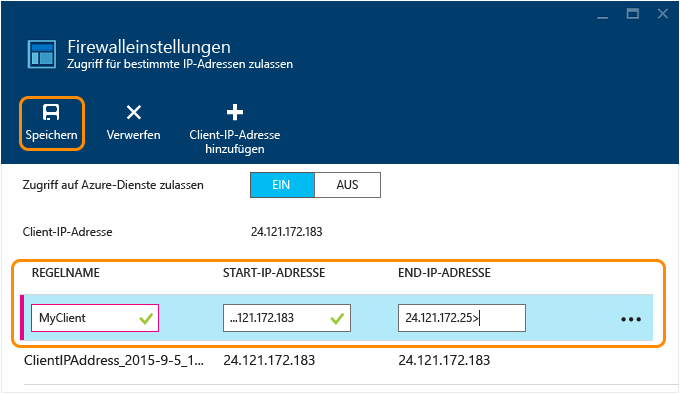 Firewalleinstellungen
Zugriff für bestimmte IP-Adressen zulassen
Speichern
Verwerfen
Client-IP-Adresse
hinzufügen
Zugriff auf Azure-Dienste zulassen EIN AUS
Client-IP-Adresse 24.121.172.183
REGELNAME START-IP-ADRESSE END-IP-ADRESSE
MyClient ...121.172.183 24.121.172.25>
ClientIPAddress_2015-9-5_1... 24.121.172.183 24.121.172.183